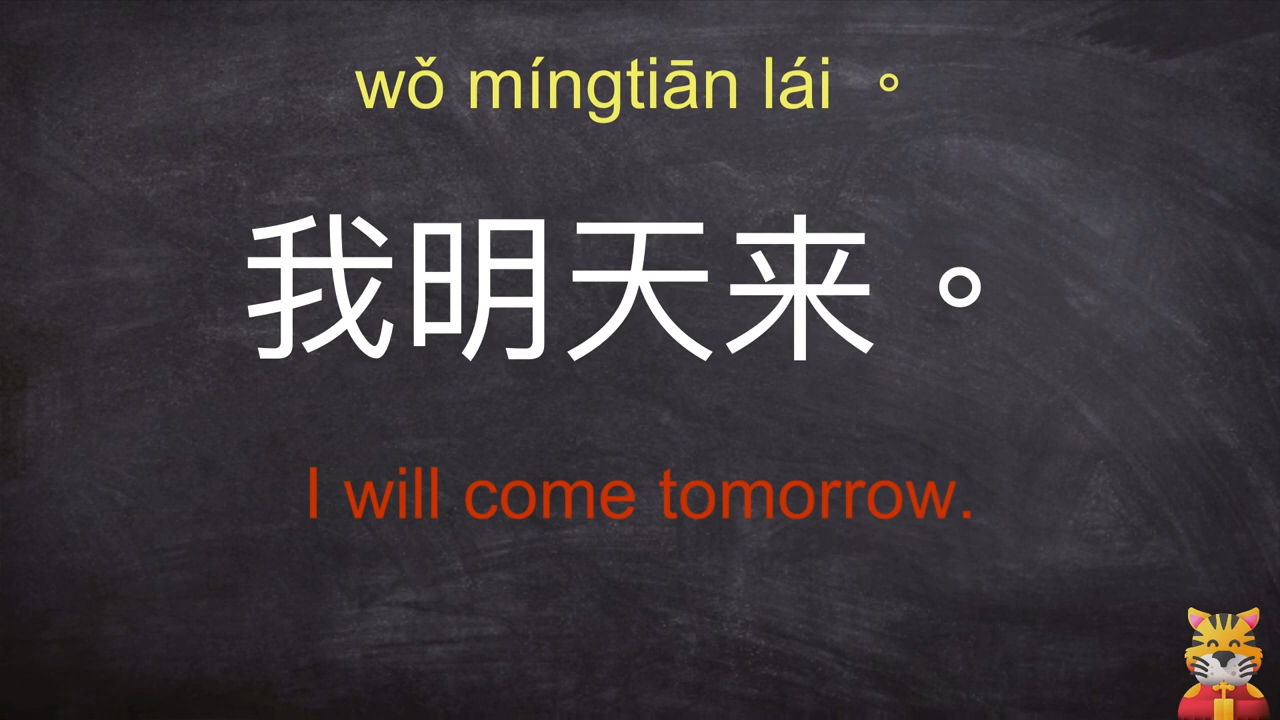 wǒ míngtiān lái 。
我明天来。
I will come tomorrow.